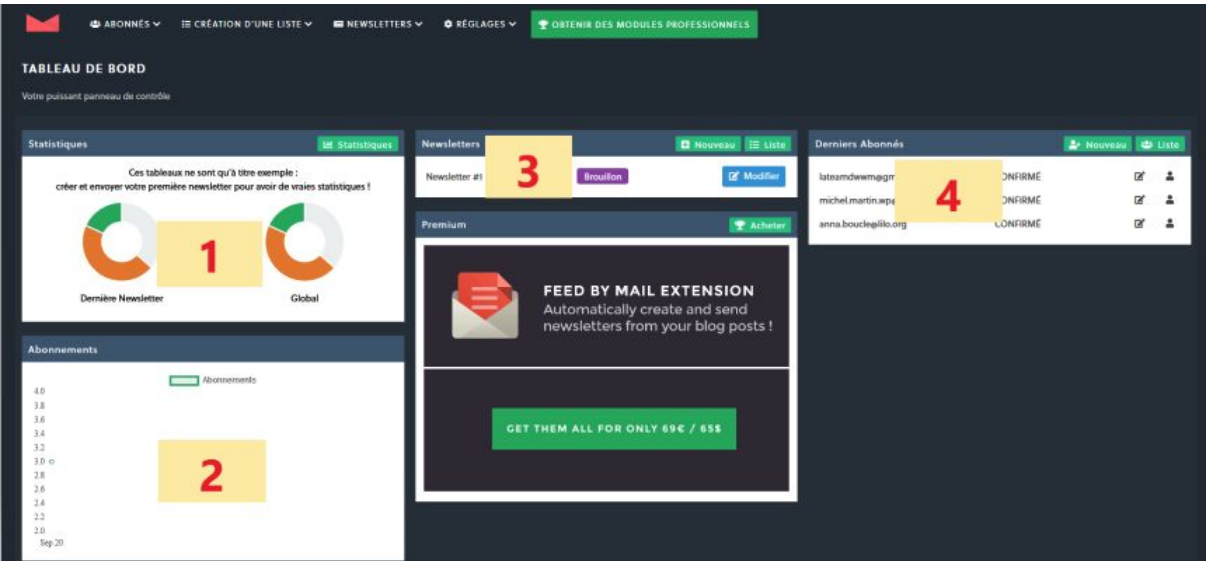 ABONNÉS CRÉATION D'UNE LISTE NEWSLETTERS RÉGLAGES OBTENIR DES MODULES PROFESSIONNELS
TABLEAU DE BORD
Votre puissant panneau de contrôle
Statistiques Statistiques
Ces tableaux ne sont qu'à titre exemple :
créer et envoyer votre première newsletter pour avoir de vraies statistiques !
1
Dernière Newsletter Global
Abonnements
Abonnements
4.0
3.8
3.6
3.4
3.2
3.0
2.8
2.6
2.4
2.2
2.0
Sep 20
2
Newsletters Nouveau Liste
3
Newsletter #1 Brouillon Modifier
Premium Acheter
FEED BY MAIL EXTENSION
Automatically create and send
newsletters from your blog posts !
GET THEM ALL FOR ONLY 69€ / 65$
Derniers Abonnés Nouveau Liste
4
lateamdwwm@gm ONFIRMÉ
michel.martin.wp@ ONFIRMÉ
anna.boucle@lilo.org CONFIRMÉ